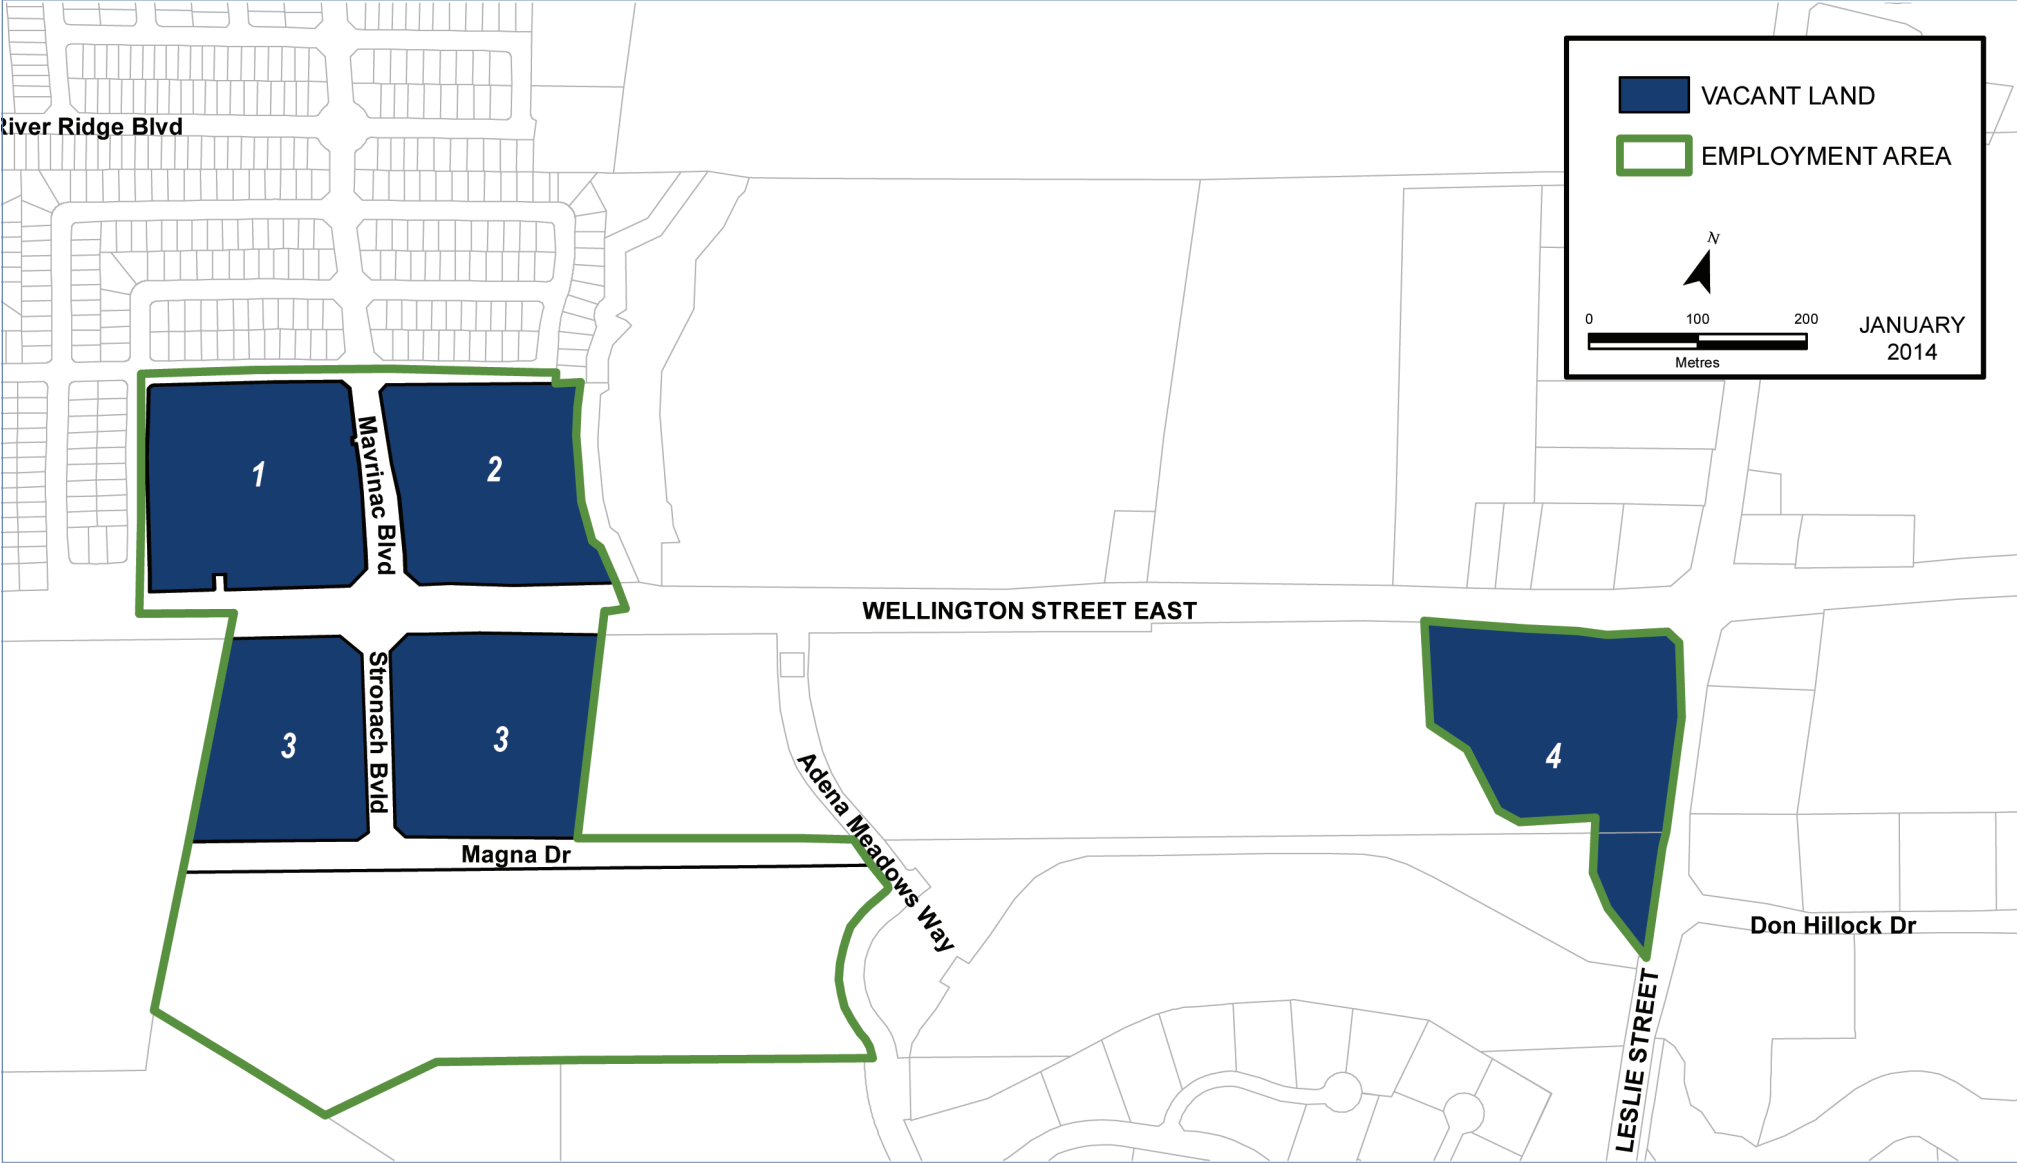 VACANT LAND
EMPLOYMENT AREA
N
0 100 200
Metres
JANUARY
2014
River Ridge Blvd
1
2
Mavrinac Blvd
WELLINGTON STREET EAST
3
3
Stronach Bvld
4
Adena Meadows Way
Magna Dr
Don Hillock Dr
LESLIE STREET